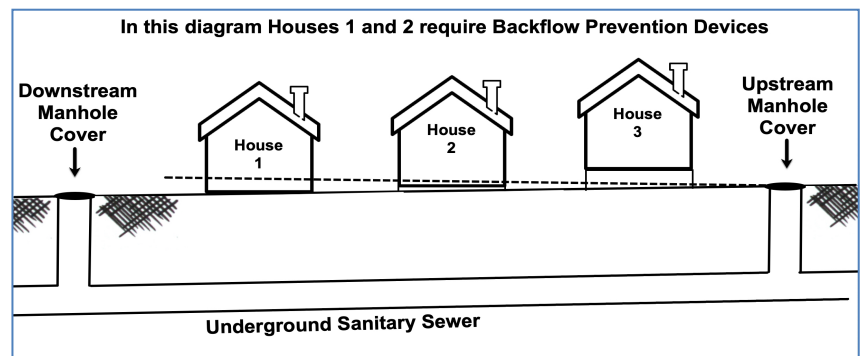 In this diagram Houses 1 and 2 require Backflow Prevention Devices
Downstream
Manhole
Cover
House
1
House
2
House
3
Upstream
Manhole
Cover
Underground Sanitary Sewer